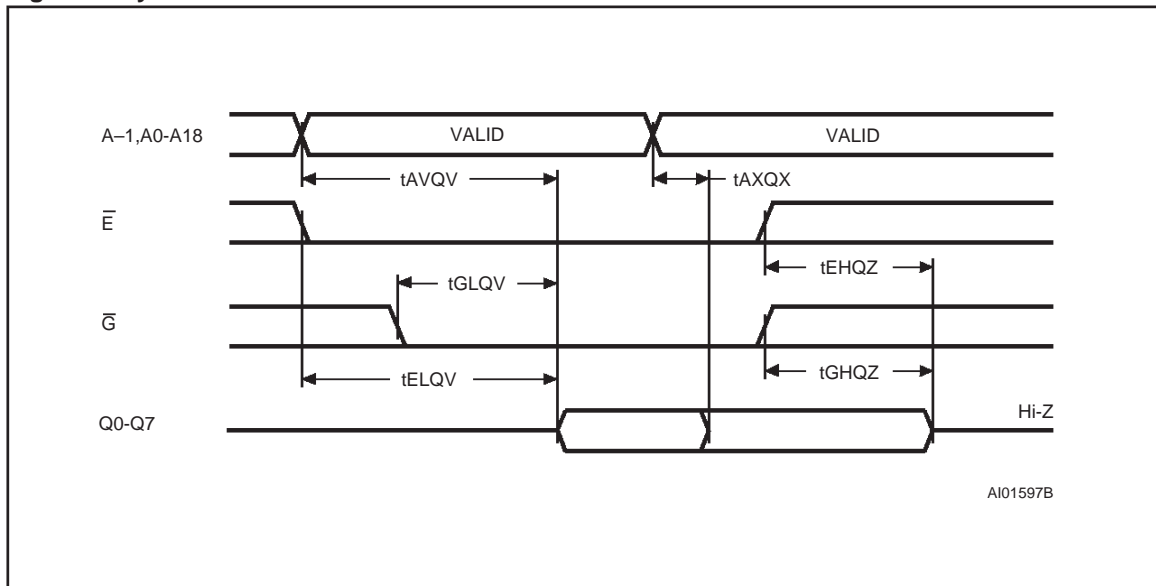 A–1,A0-A18
VALID
VALID
tAVQV
tAXQX
E̅
tEHQZ
tGLQV
G̅
tGHQZ
tELQV
Q0-Q7
Hi-Z
AI01597B